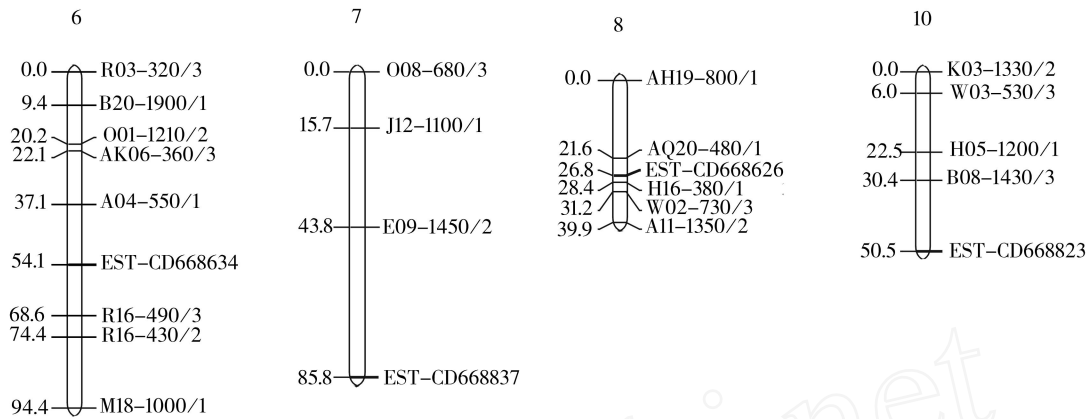 6
0.0 R03-320/3
9.4 B20-1900/1
20.2 O01-1210/2
22.1 AK06-360/3
37.1 A04-550/1
54.1 EST-CD668634
68.6 R16-490/3
74.4 R16-430/2
94.4 M18-1000/1
7
0.0 O08-680/3
15.7 J12-1100/1
43.8 E09-1450/2
85.8 EST-CD668837
8
0.0 AH19-800/1
21.6 AQ20-480/1
26.8 EST-CD668626
28.4 H16-380/1
31.2 W02-730/3
39.9 A11-1350/2
10
0.0 K03-1330/2
6.0 W03-530/3
22.5 H05-1200/1
30.4 B08-1430/3
50.5 EST-CD668823